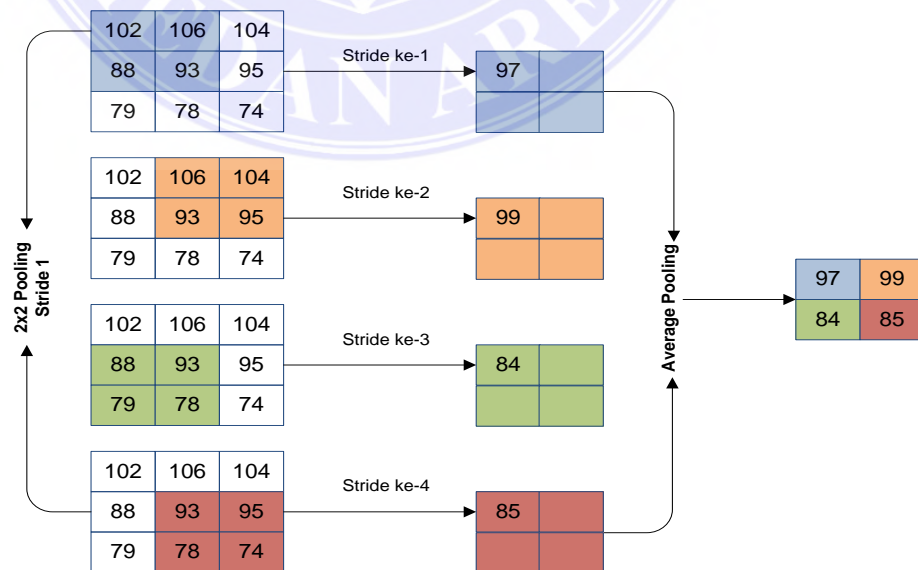 102 106 104
88 93 95
79 78 74
Stride ke-1
97
102 106 104
88 93 95
79 78 74
Stride ke-2
99
102 106 104
88 93 95
79 78 74
Stride ke-3
84
102 106 104
88 93 95
79 78 74
Stride ke-4
85
2x2 Pooling
Stride 1
Average Pooling
97 99
84 85